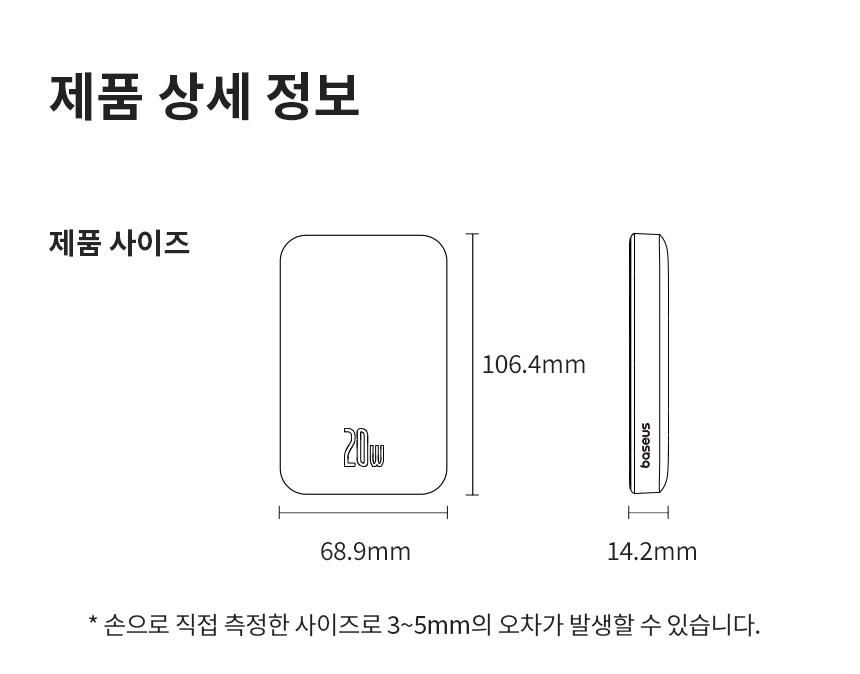 제품 상세 정보
제품 사이즈
106.4mm
20w
baseus
68.9mm
14.2mm
* 손으로 직접 측정한 사이즈로 3~5mm의 오차가 발생할 수 있습니다.